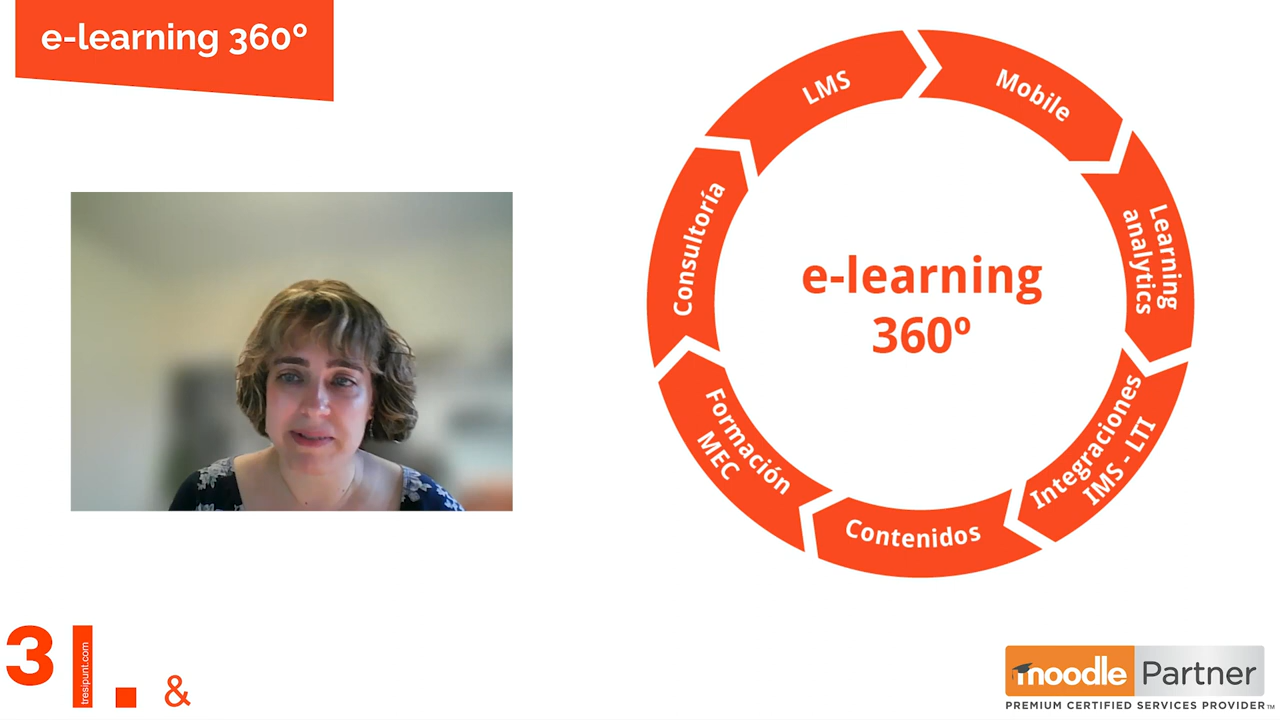 e-learning 360º
LMS
Mobile
Learning
analytics
Integraciones
IMS - LTI
Contenidos
Formación
MEC
Consultoría
e-learning
360º
3
tresipunt.com
&
moodle Partner
PREMIUM CERTIFIED SERVICES PROVIDER™